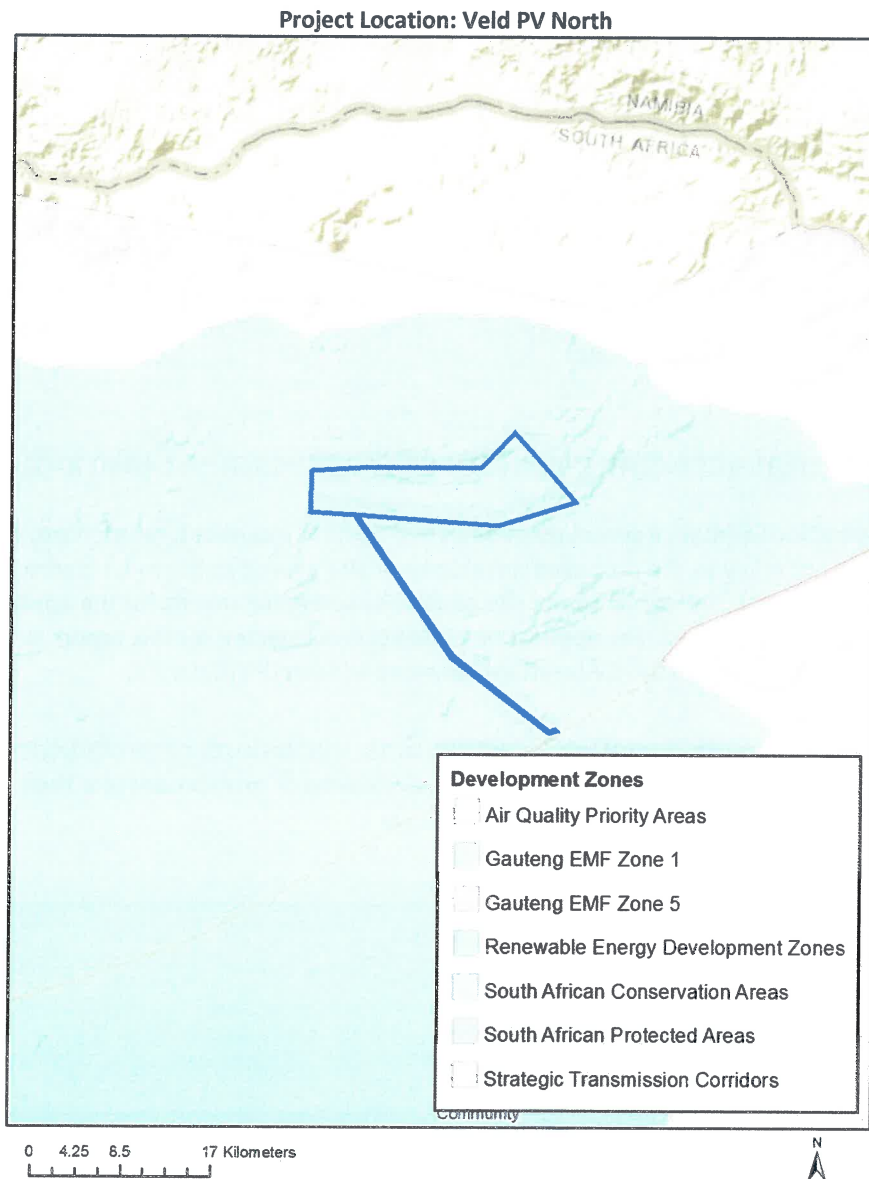 Project Location: Veld PV North
NAMIBIA
SOUTH AFRICA
Development Zones
Air Quality Priority Areas
Gauteng EMF Zone 1
Gauteng EMF Zone 5
Renewable Energy Development Zones
South African Conservation Areas
South African Protected Areas
Strategic Transmission Corridors
Community
0 4.25 8.5 17 Kilometers
N